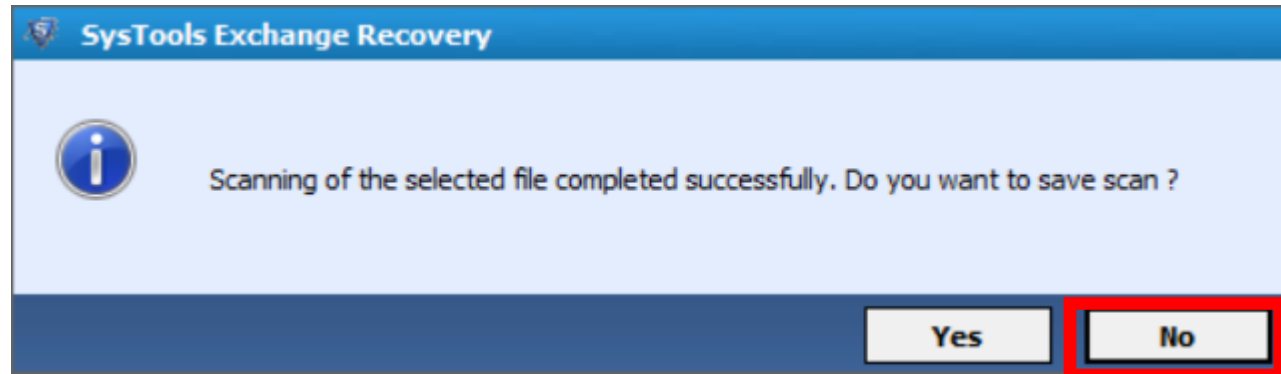 SysTools Exchange Recovery
Scanning of the selected file completed successfully. Do you want to save scan ?
Yes
No